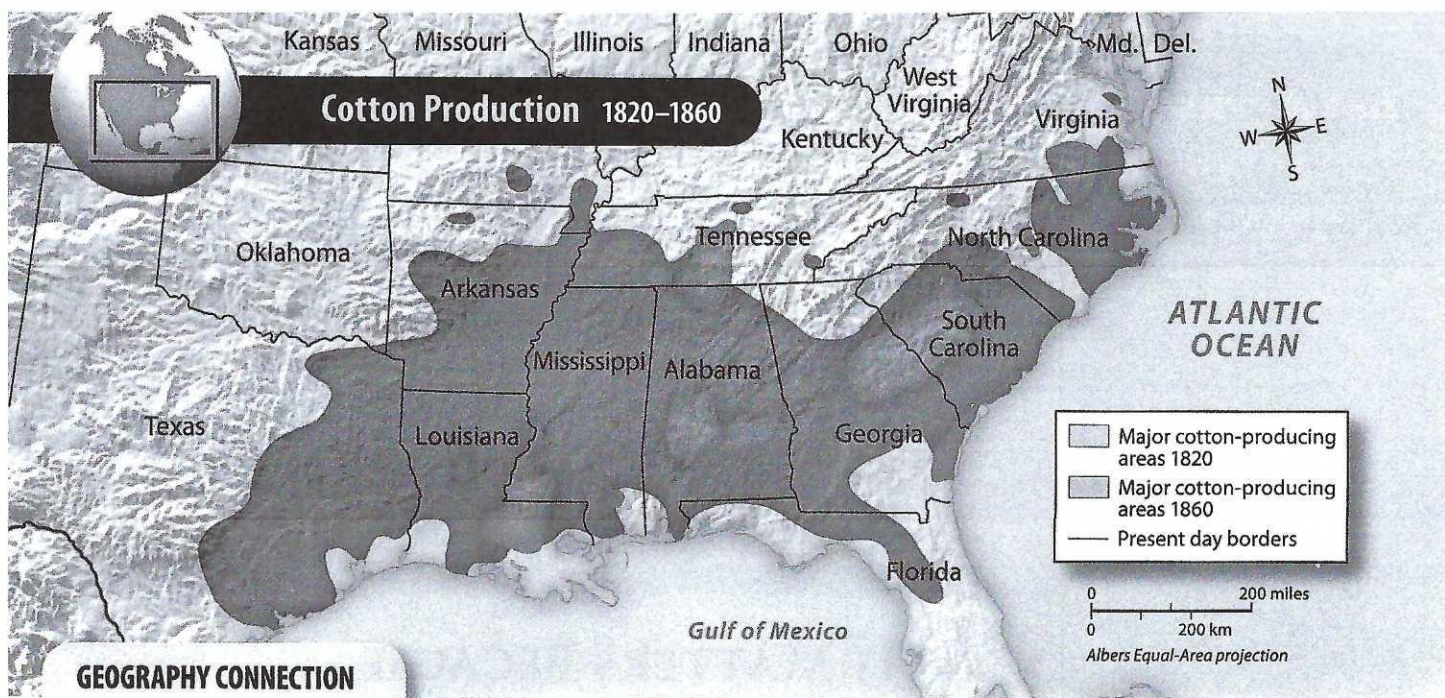 Kansas
Missouri
Illinois
Indiana
Ohio
Md.
Del.
West
Virginia
Cotton Production 1820–1860
Kentucky
Virginia
N
W
E
S
Oklahoma
Tennessee
North Carolina
Arkansas
South
Carolina
ATLANTIC
OCEAN
Mississippi
Alabama
Texas
Louisiana
Georgia
Major cotton-producing
areas 1820
Major cotton-producing
areas 1860
Present day borders
Florida
0
200 miles
0
200 km
Gulf of Mexico
Albers Equal-Area projection
GEOGRAPHY CONNECTION